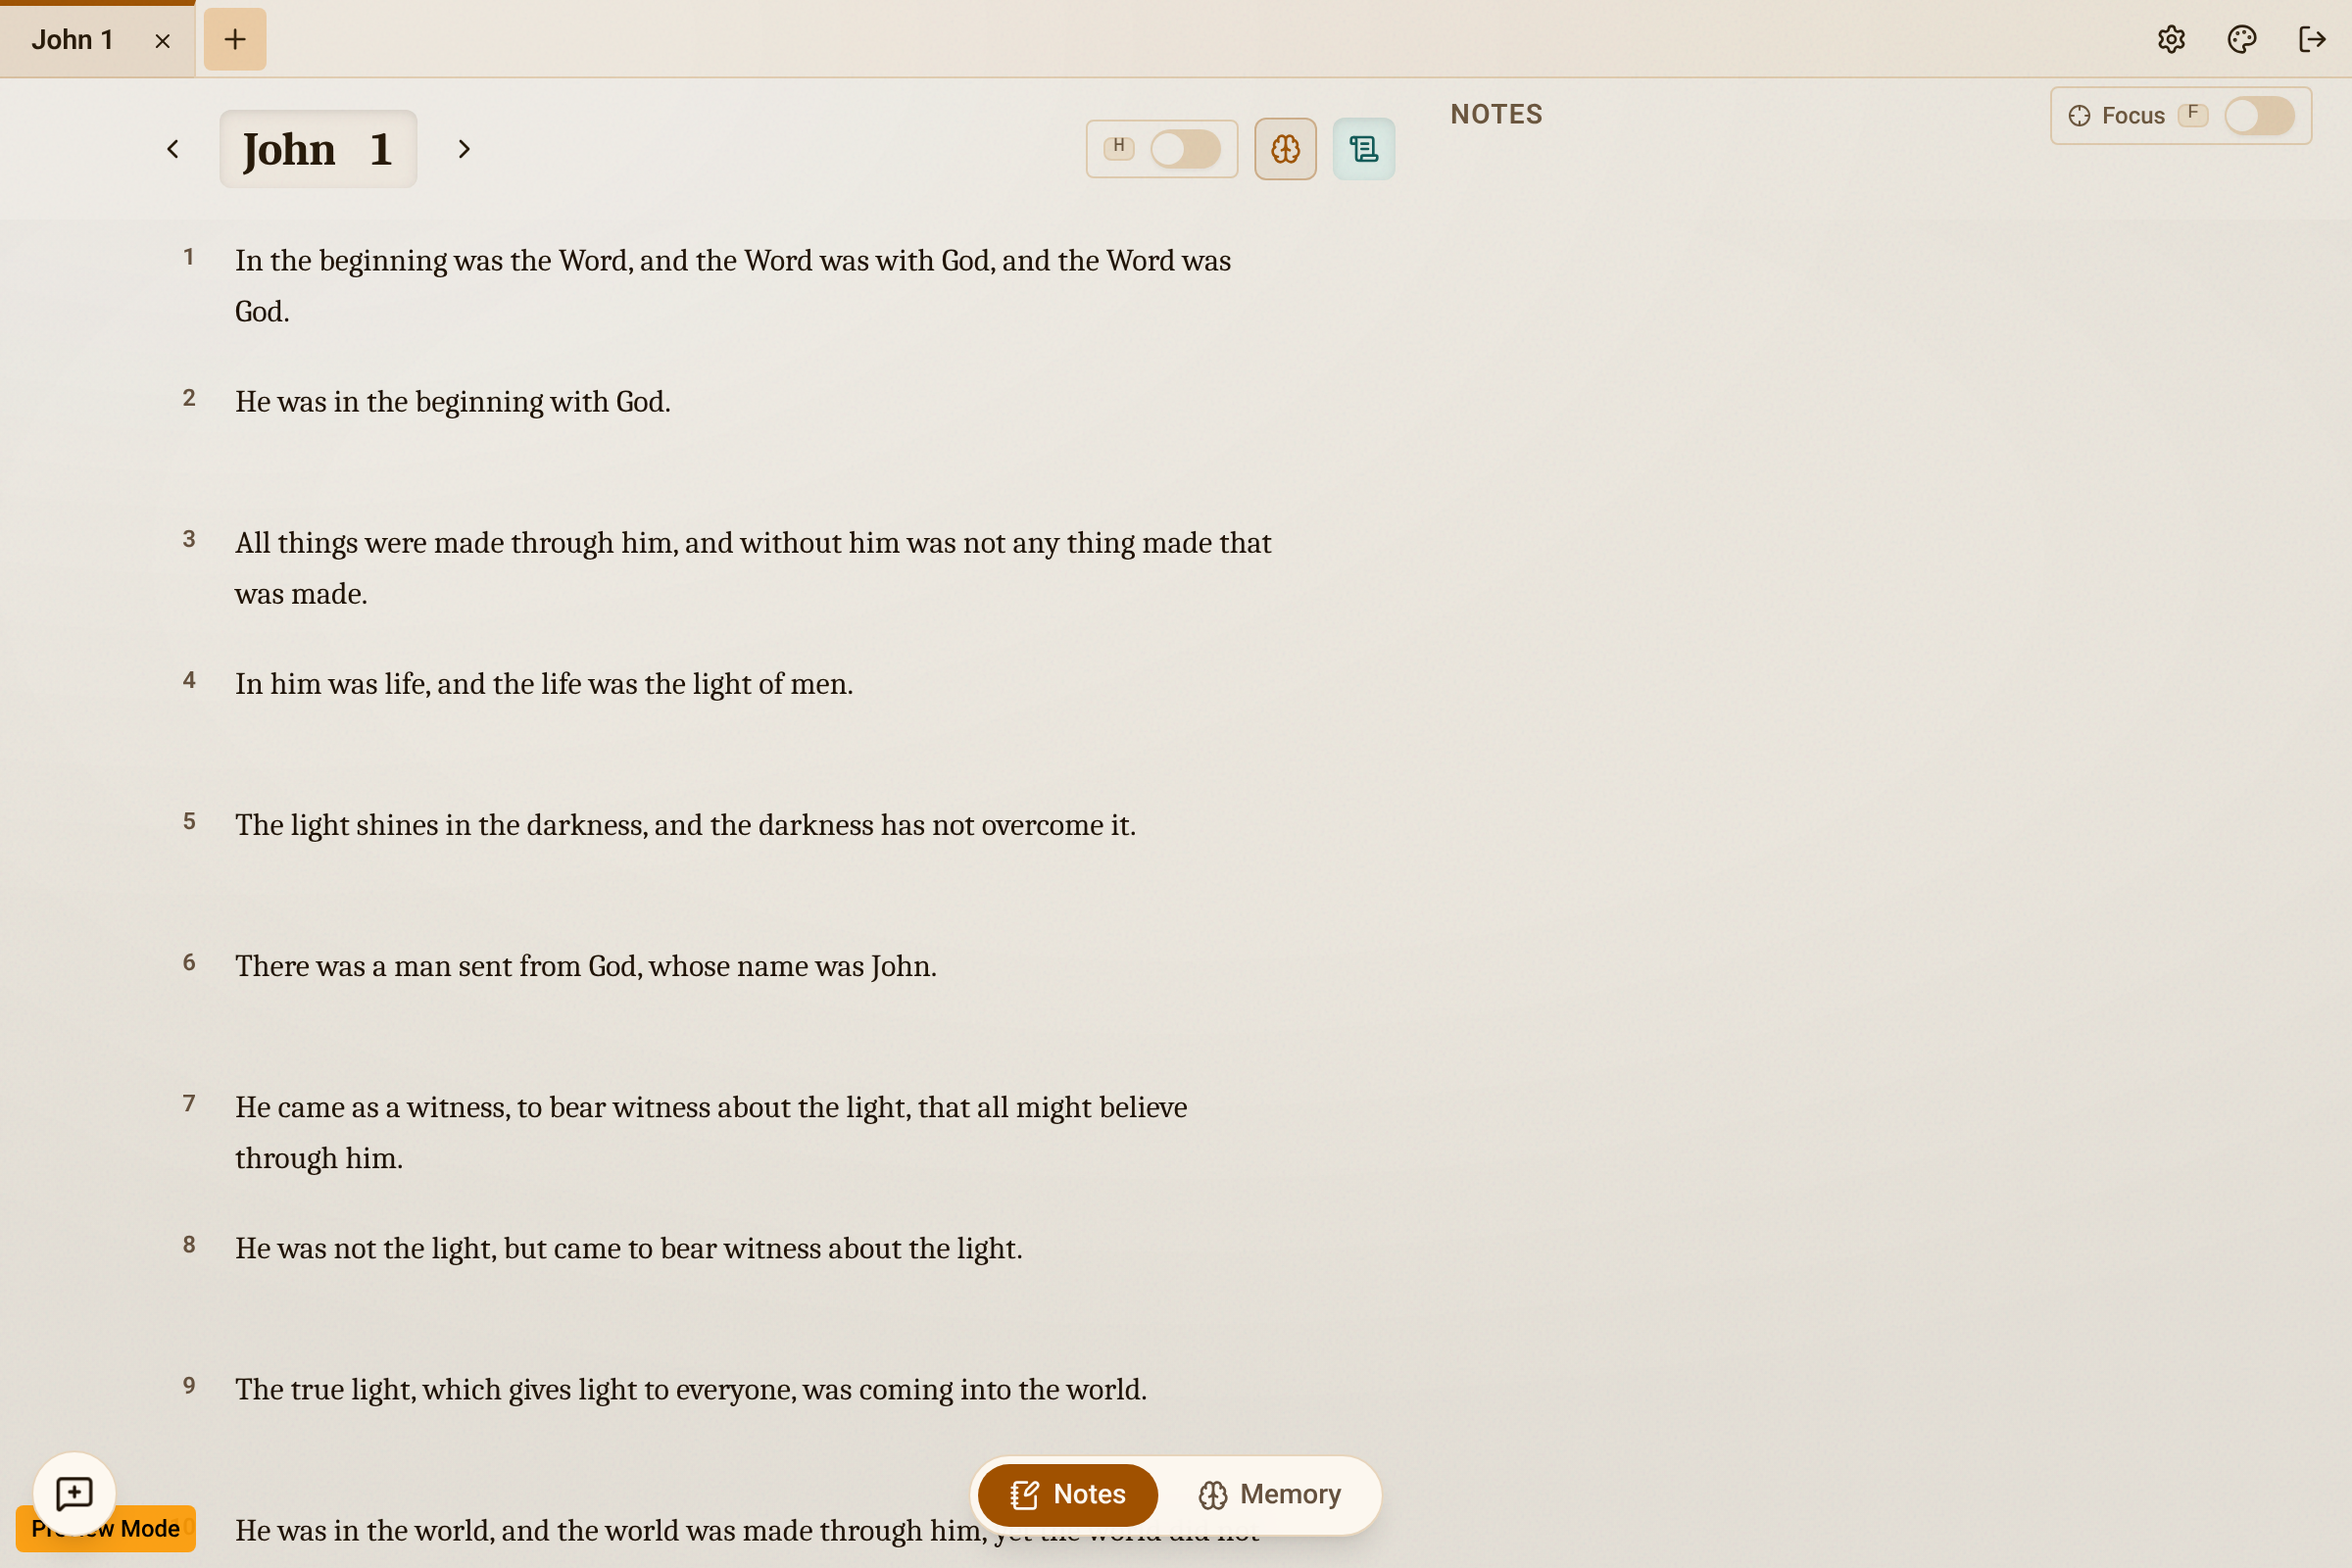 John 1
John 1
H
NOTES
Focus F
1 In the beginning was the Word, and the Word was with God, and the Word was
God.
2 He was in the beginning with God.
3 All things were made through him, and without him was not any thing made that
was made.
4 In him was life, and the life was the light of men.
5 The light shines in the darkness, and the darkness has not overcome it.
6 There was a man sent from God, whose name was John.
7 He came as a witness, to bear witness about the light, that all might believe
through him.
8 He was not the light, but came to bear witness about the light.
9 The true light, which gives light to everyone, was coming into the world.
10 He was in the world, and the world was made through him, yet the world did not
Notes
Memory
Preview Mode